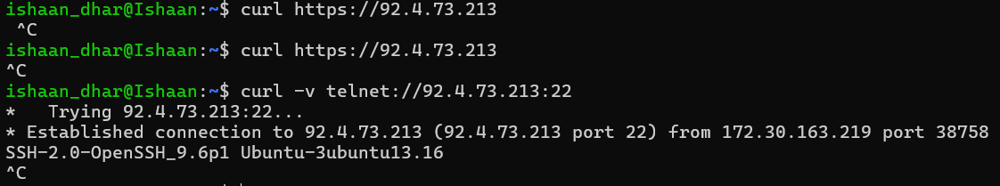 ishaan_dhar@Ishaan:~$ curl https://92.4.73.213
^C
ishaan_dhar@Ishaan:~$ curl https://92.4.73.213
^C
ishaan_dhar@Ishaan:~$ curl -v telnet://92.4.73.213:22
*   Trying 92.4.73.213:22...
* Established connection to 92.4.73.213 (92.4.73.213 port 22) from 172.30.163.219 port 38758
SSH-2.0-OpenSSH_9.6p1 Ubuntu-3ubuntu13.16
^C